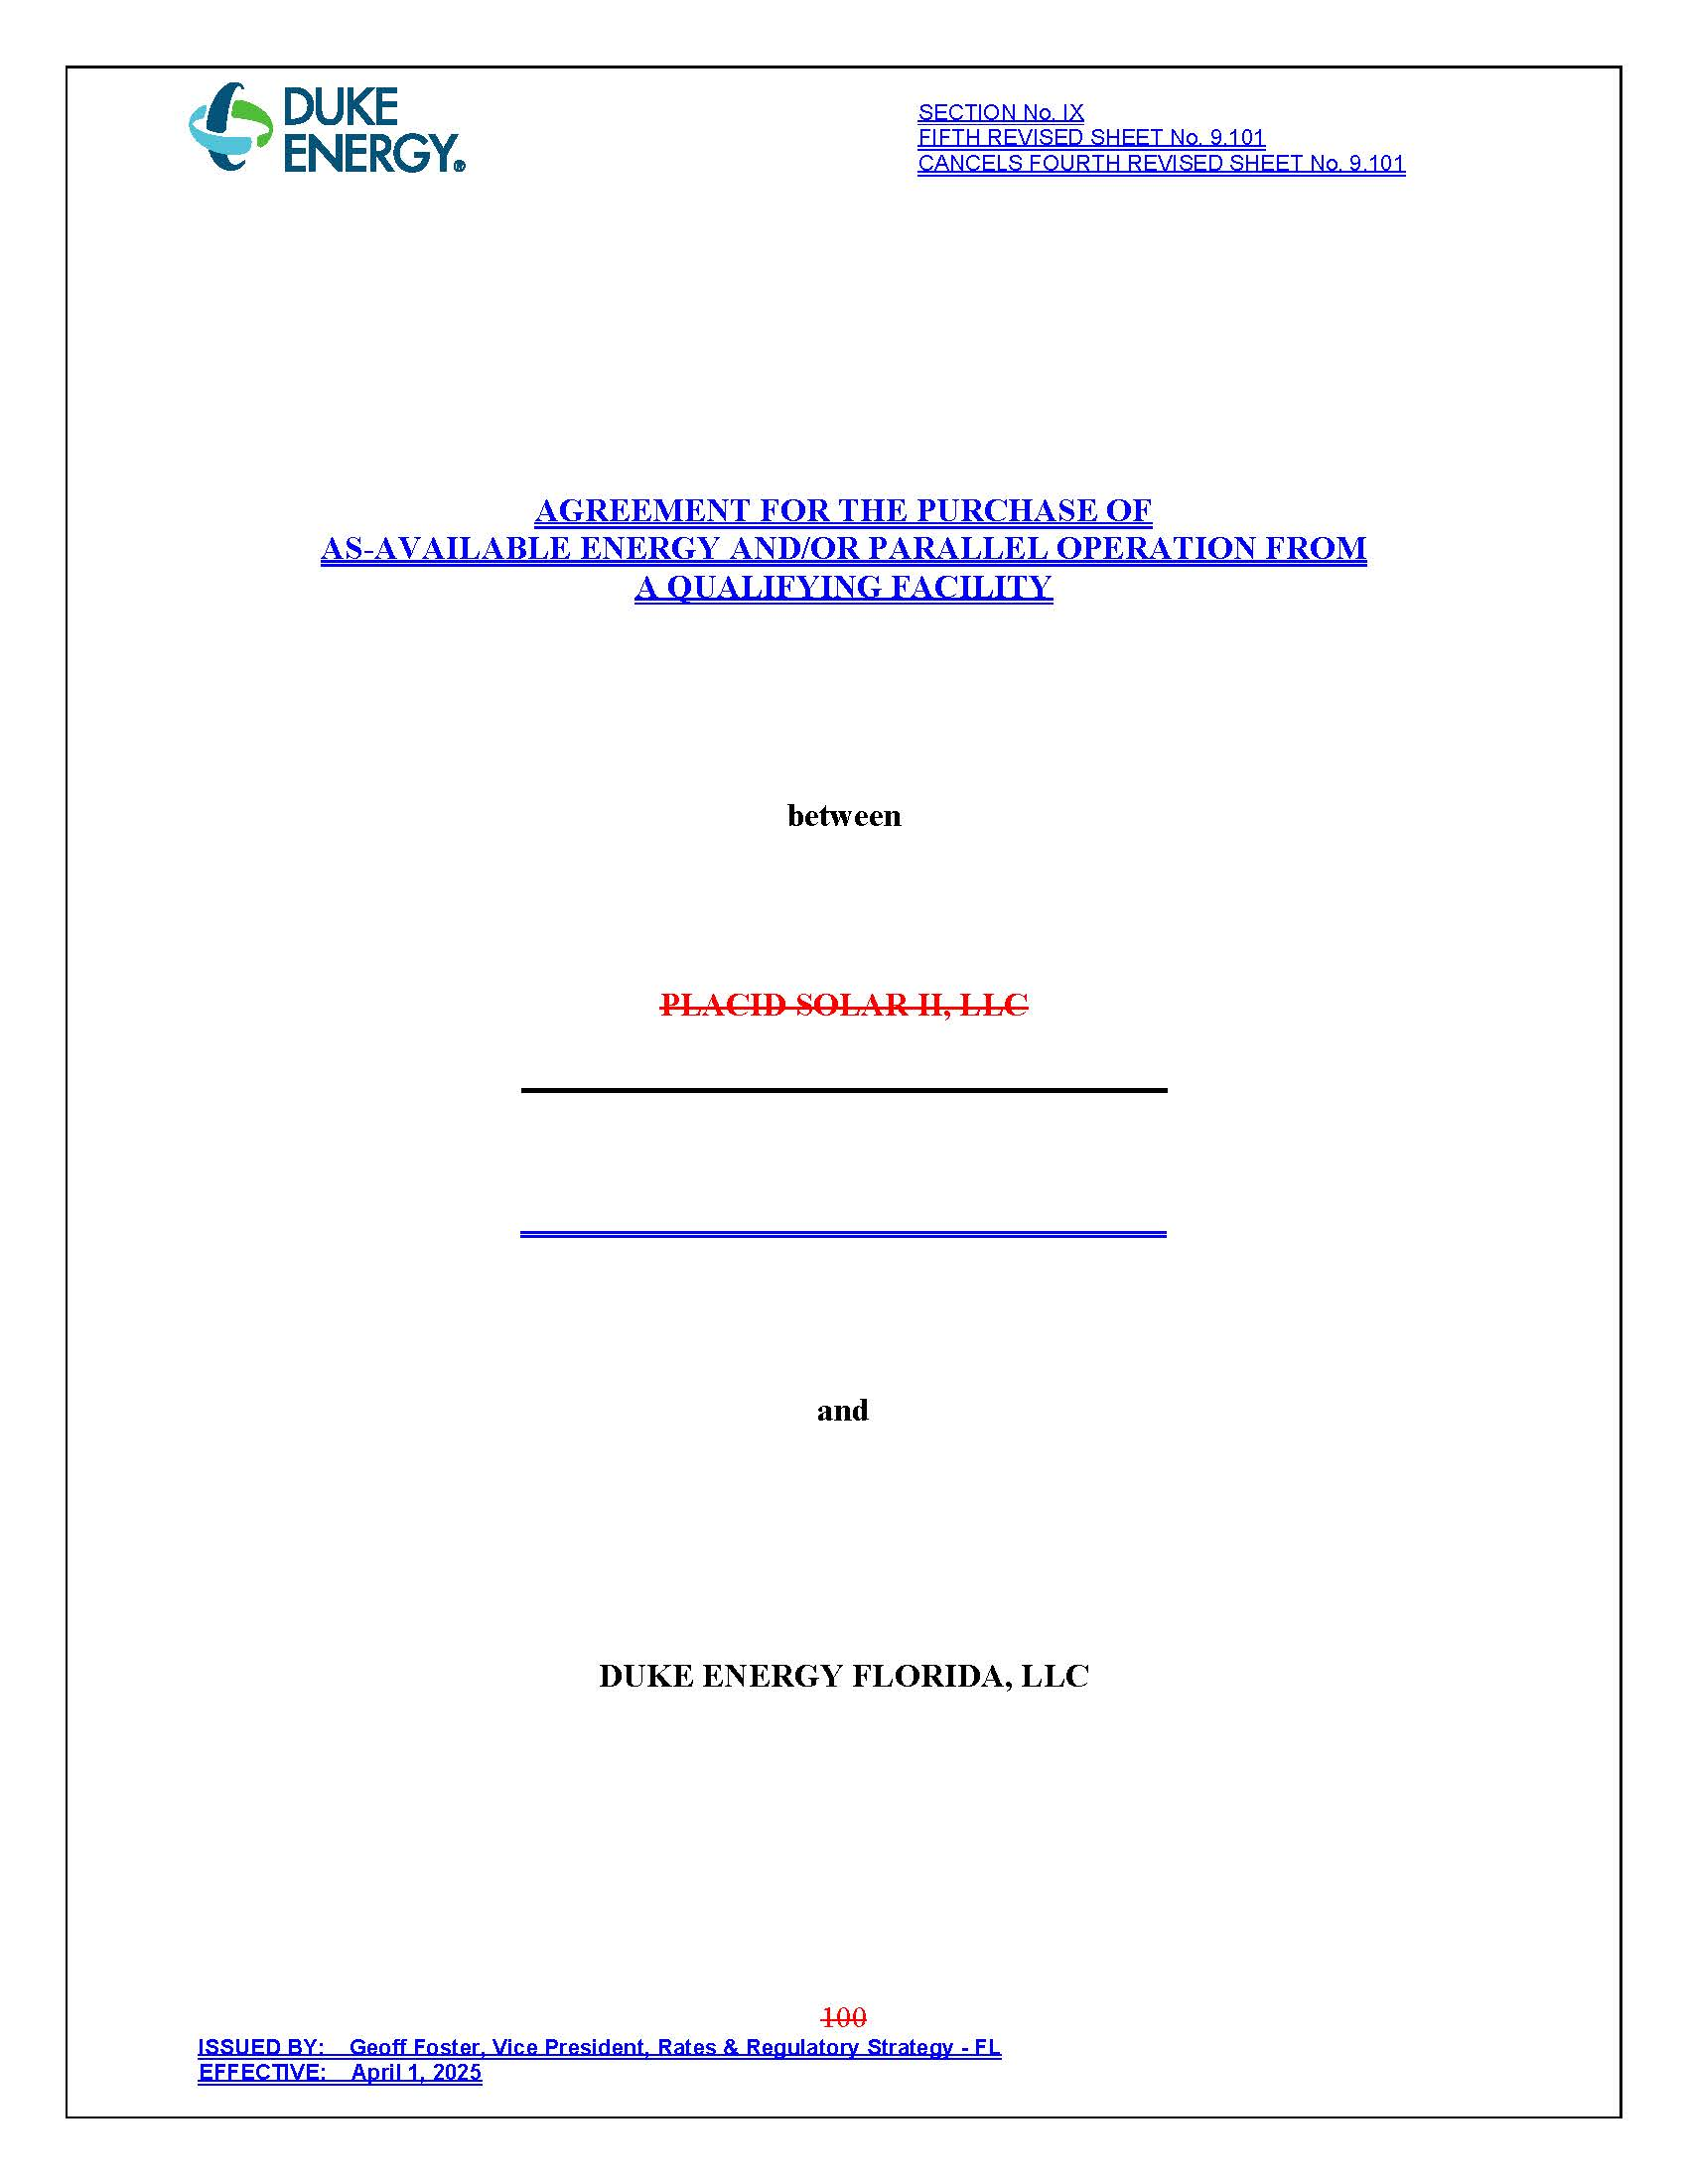 DUKE
ENERGY®
SECTION No. IX
FIFTH REVISED SHEET No. 9.101
CANCELS FOURTH REVISED SHEET No. 9.101
AGREEMENT FOR THE PURCHASE OF
AS-AVAILABLE ENERGY AND/OR PARALLEL OPERATION FROM
A QUALIFYING FACILITY
between
PLACID SOLAR II, LLC
and
DUKE ENERGY FLORIDA, LLC
100
ISSUED BY: Geoff Foster, Vice President, Rates & Regulatory Strategy - FL
EFFECTIVE: April 1, 2025